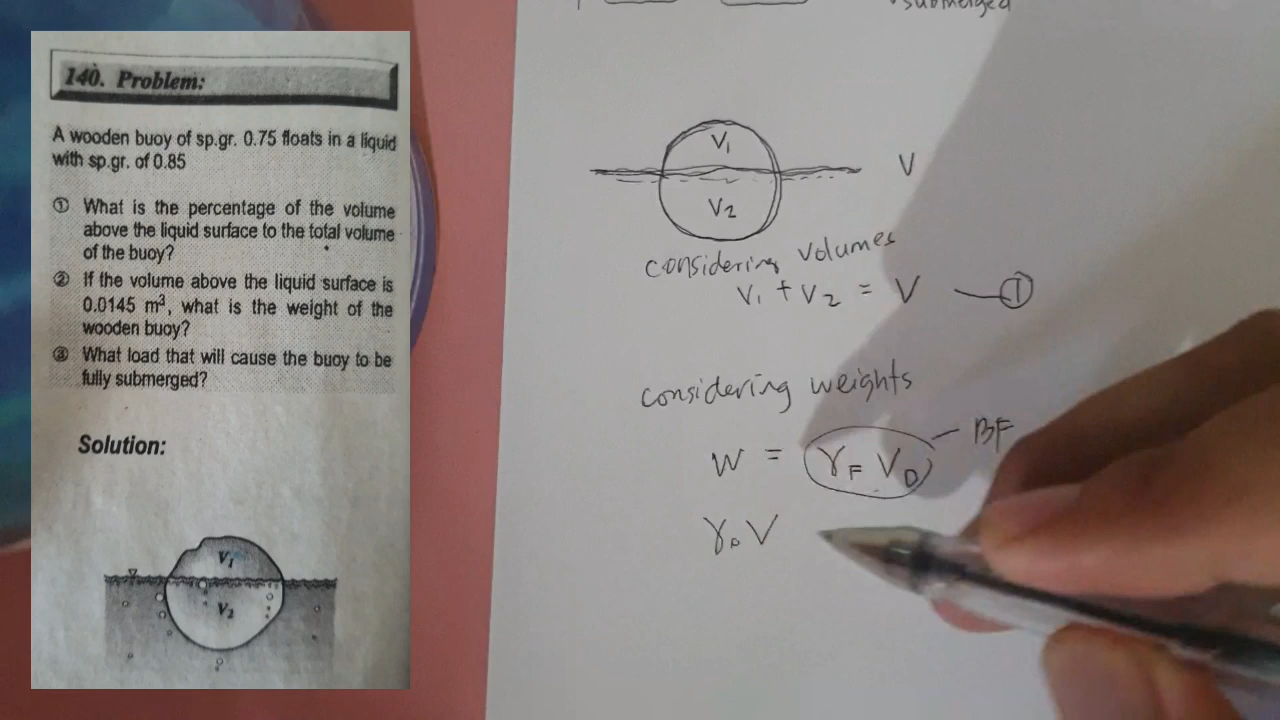 140. Problem:
A wooden buoy of sp.gr. 0.75 floats in a liquid
with sp.gr. of 0.85
① What is the percentage of the volume
above the liquid surface to the total volume
of the buoy?
② If the volume above the liquid surface is
0.0145 m³, what is the weight of the
wooden buoy?
③ What load that will cause the buoy to be
fully submerged?
Solution:
V₁
V₂
submerged
V₁
V
V₂
considering volumes
V₁ + V₂ = V — ①
considering weights
W = γF VD — BF
γₒ V